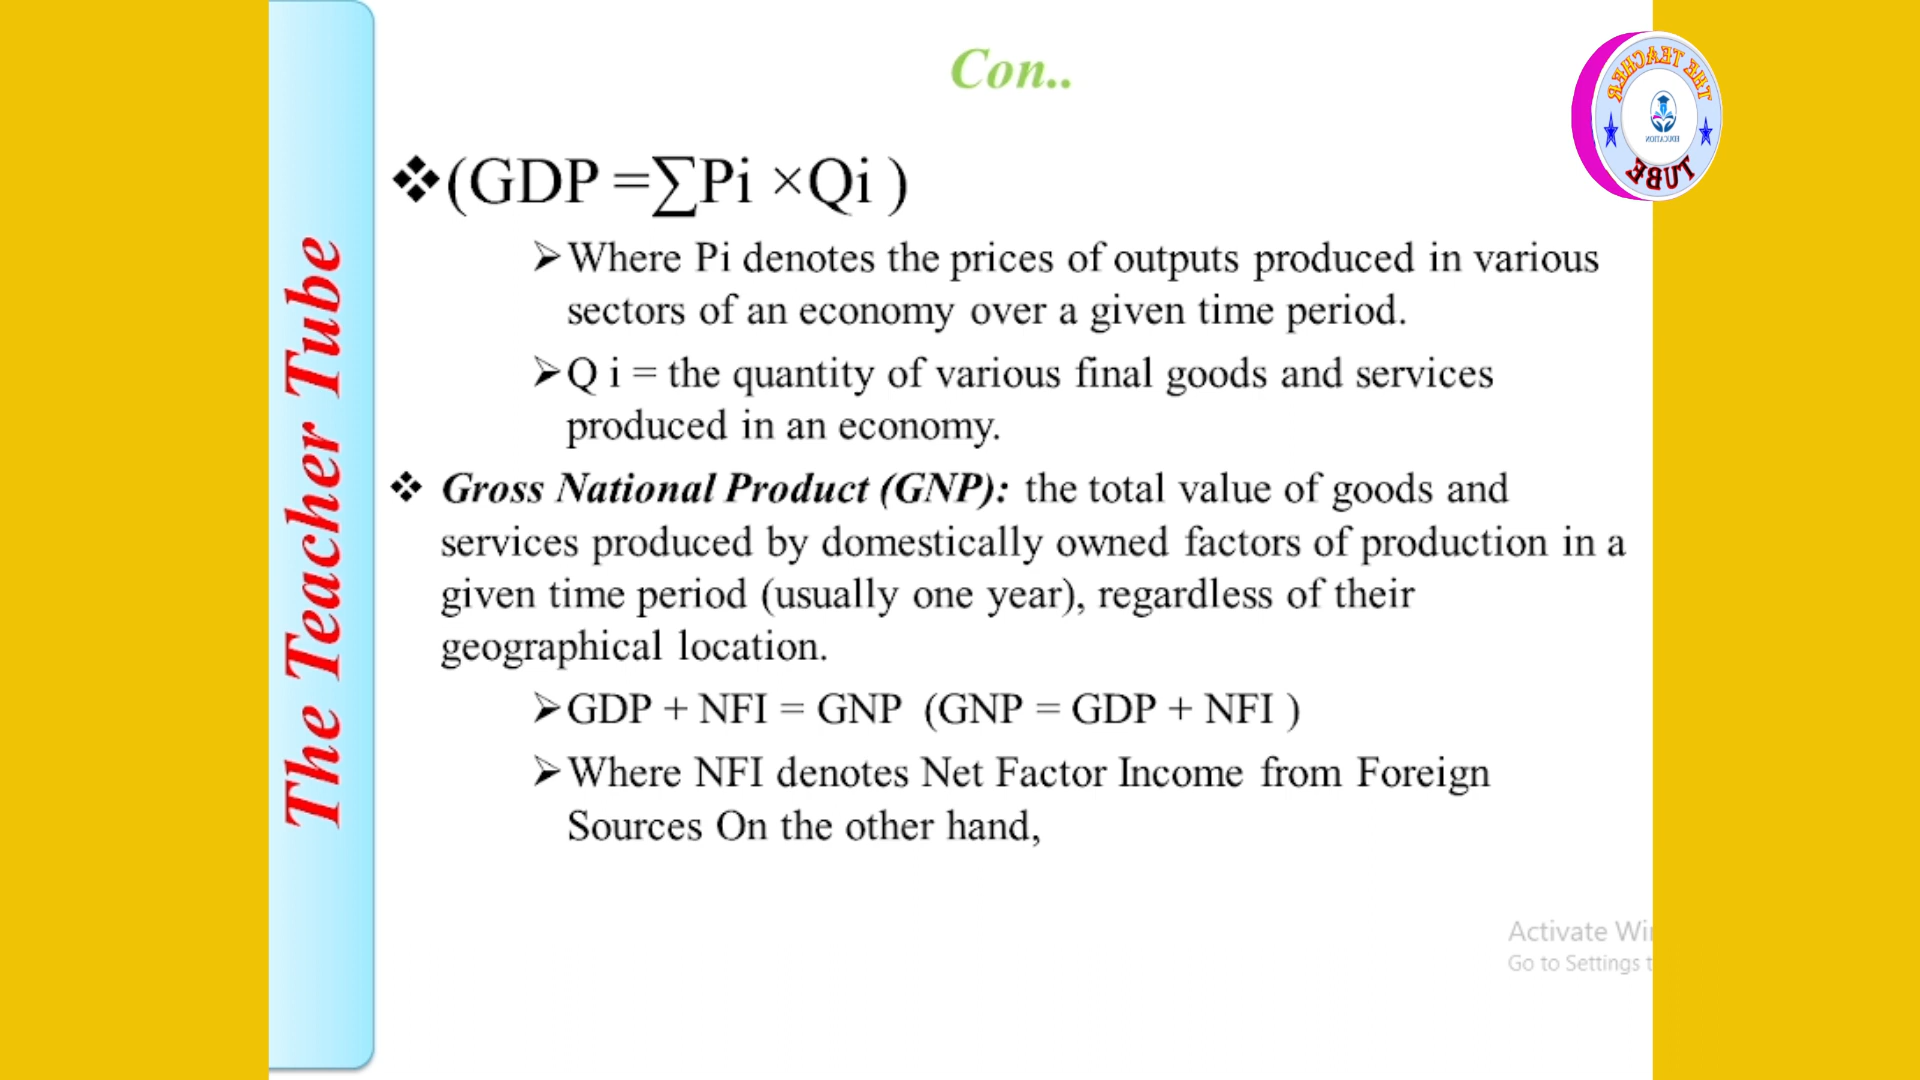 Con..
❖(GDP =∑Pi ×Qi )
➢Where Pi denotes the prices of outputs produced in various
sectors of an economy over a given time period.
➢Q i = the quantity of various final goods and services
produced in an economy.
❖ Gross National Product (GNP): the total value of goods and
services produced by domestically owned factors of production in a
given time period (usually one year), regardless of their
geographical location.
➢GDP + NFI = GNP (GNP = GDP + NFI )
➢Where NFI denotes Net Factor Income from Foreign
Sources On the other hand,
The Teacher Tube
THE TEACHER
EDUCATION
TUBE
Activate Wi
Go to Settings t